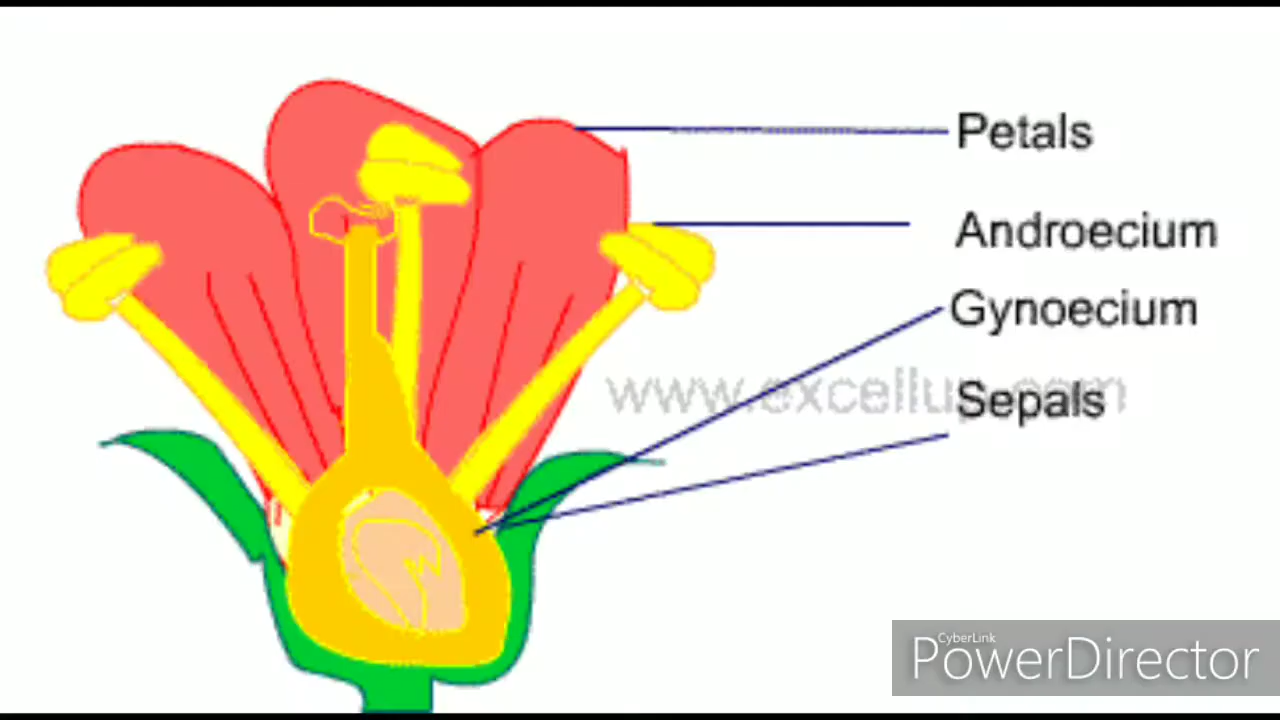 Petals
Androecium
Gynoecium
Sepals
CyberLink
PowerDirector